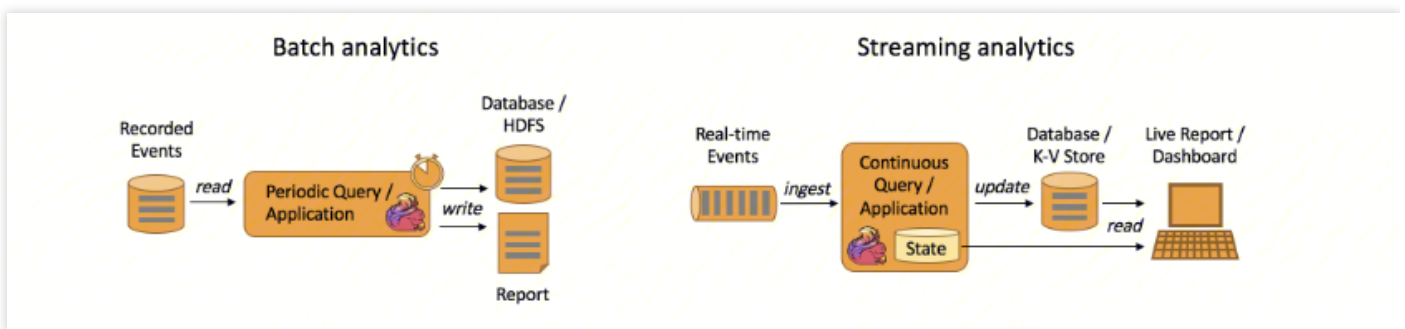 Batch analytics
Recorded
Events
read
Periodic Query /
Application
write
Database /
HDFS
Report
Streaming analytics
Real-time
Events
ingest
Continuous
Query /
Application
State
update
Database /
K-V Store
read
Live Report /
Dashboard